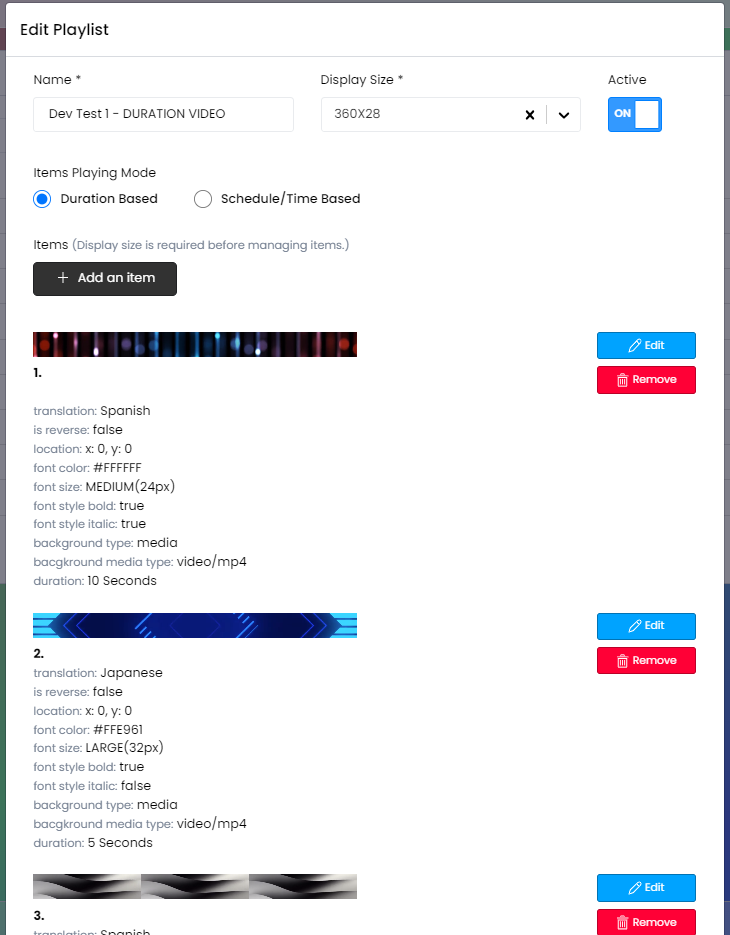 Edit Playlist
Name * Display Size * Active
Dev Test 1 - DURATION VIDEO 360X28 ON
Items Playing Mode
Duration Based Schedule/Time Based
Items (Display size is required before managing items.)
+ Add an item
Edit
1.
Remove
translation: Spanish
is reverse: false
location: x: 0, y: 0
font color: #FFFFFF
font size: MEDIUM(24px)
font style bold: true
font style italic: true
background type: media
bacgkround media type: video/mp4
duration: 10 Seconds
Edit
2.
Remove
translation: Japanese
is reverse: false
location: x: 0, y: 0
font color: #FFE961
font size: LARGE(32px)
font style bold: true
font style italic: false
background type: media
bacgkround media type: video/mp4
duration: 5 Seconds
Edit
3.
Remove
translation: Spanish